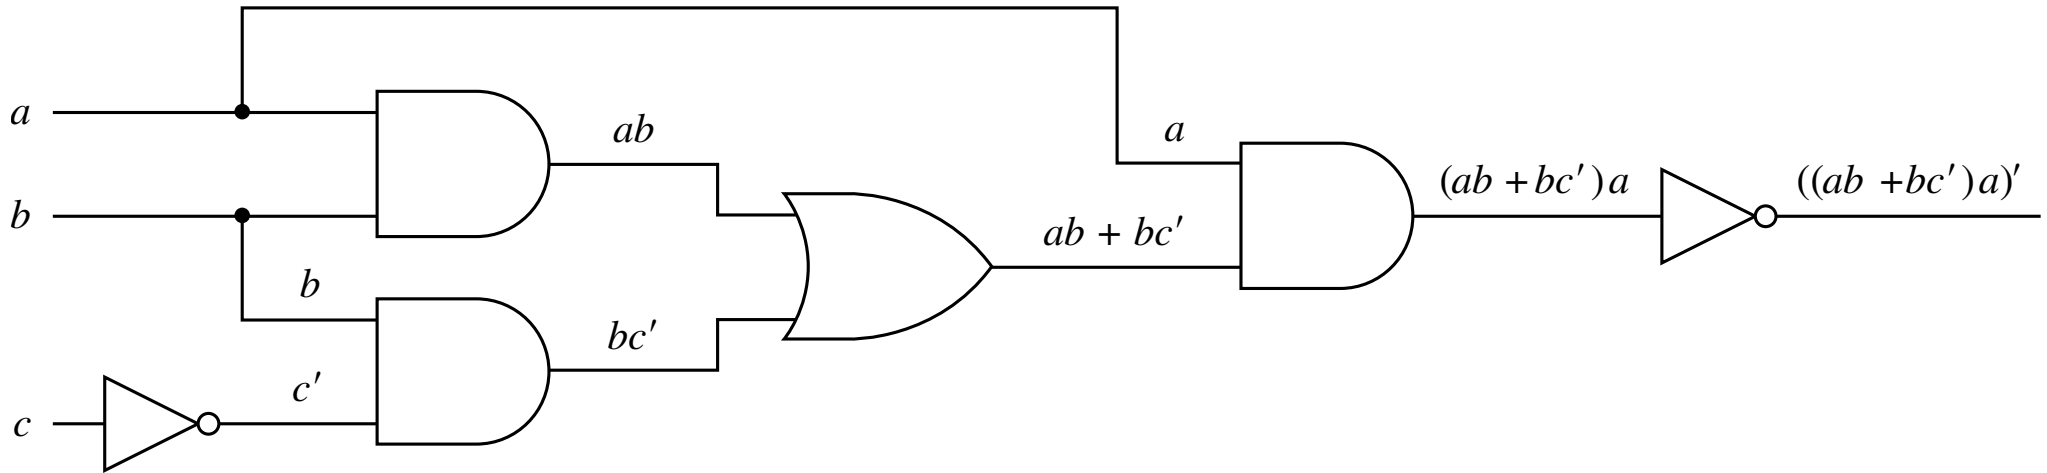 a
b
c
b
c′
ab
bc′
ab + bc′
a
(ab + bc′)a
((ab + bc′)a)′